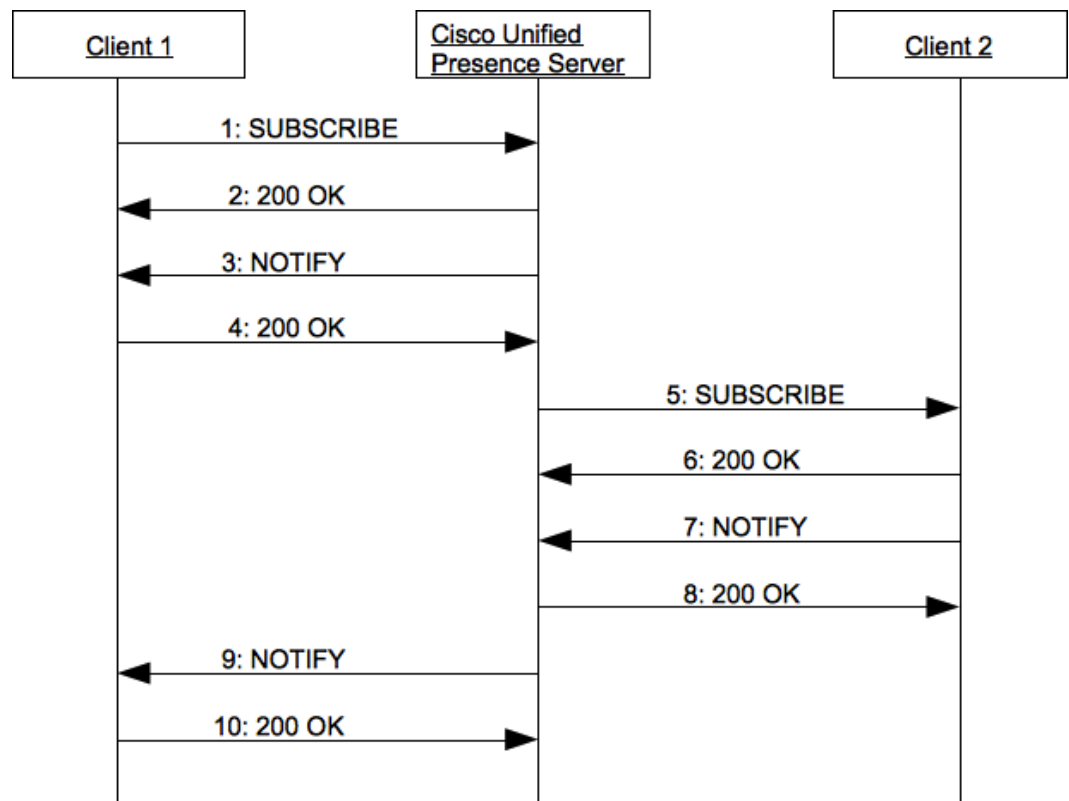 Client 1
Cisco Unified
Presence Server
Client 2
1: SUBSCRIBE
2: 200 OK
3: NOTIFY
4: 200 OK
5: SUBSCRIBE
6: 200 OK
7: NOTIFY
8: 200 OK
9: NOTIFY
10: 200 OK